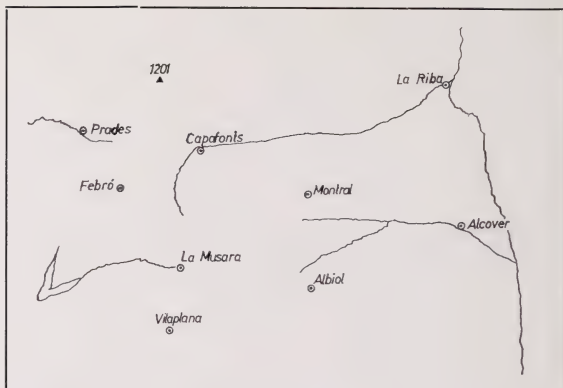 1201
La Riba
Prades
Capafonts
Febró
Montral
Alcover
La Musara
Albiol
Vilaplana